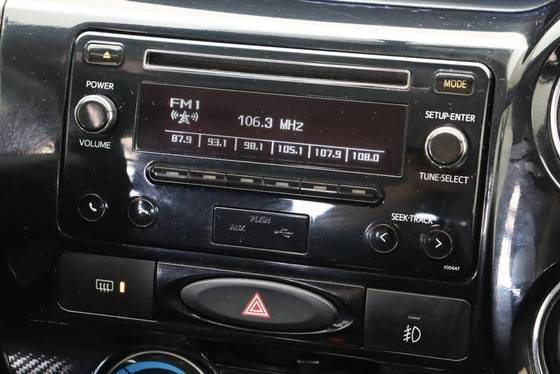 POWER
MODE
FM1
106.3 MHz
SETUP·ENTER
87.9 93.1 98.1 105.1 107.9 108.0
VOLUME
TUNE·SELECT
PUSH
AUX
SEEK·TRACK
100447